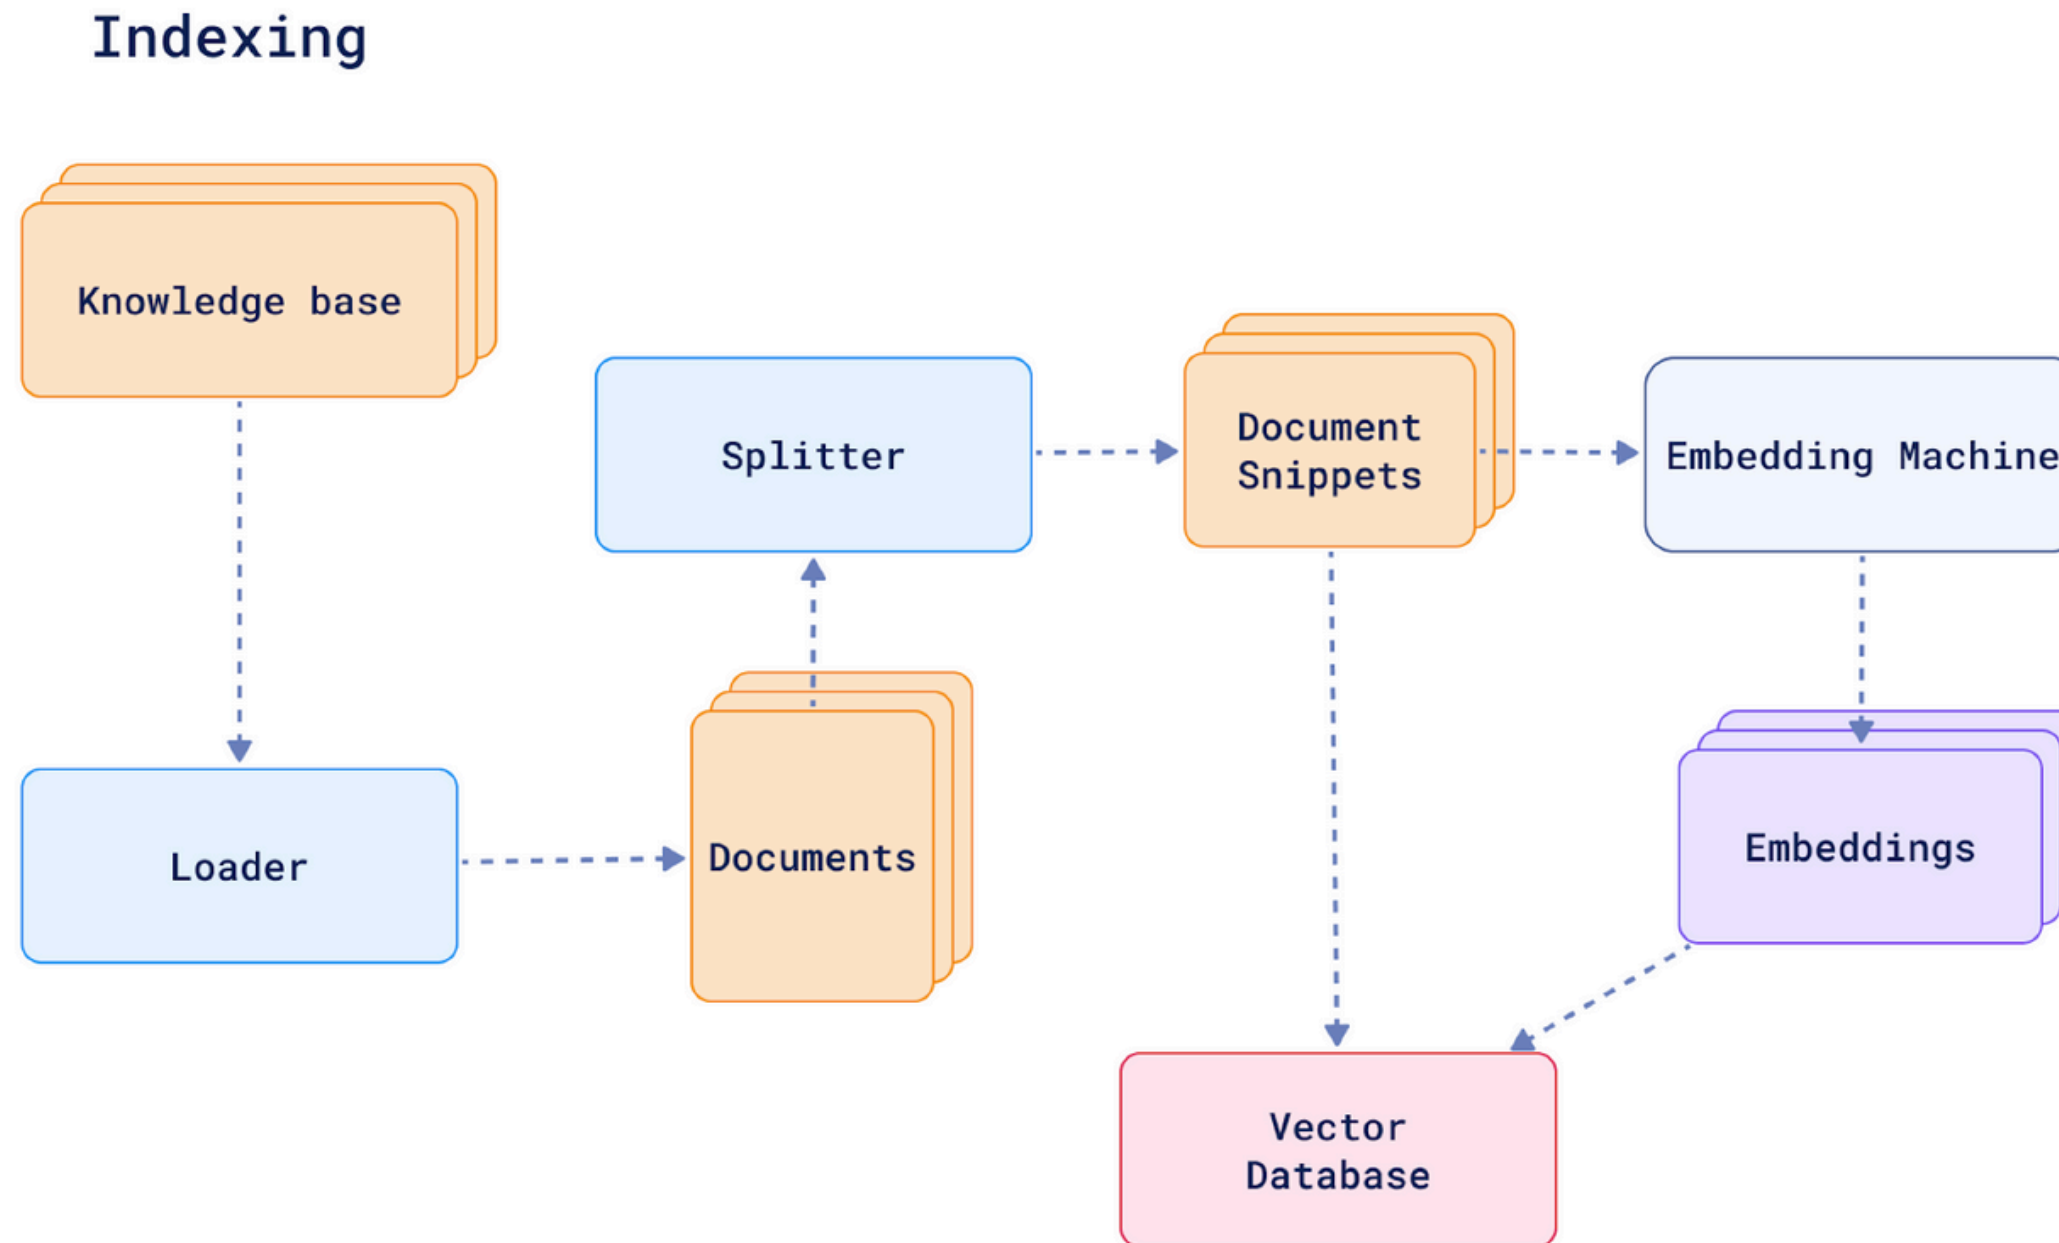 Indexing
Knowledge base
Splitter
Document
Snippets
Embedding Machine
Loader
Documents
Embeddings
Vector
Database